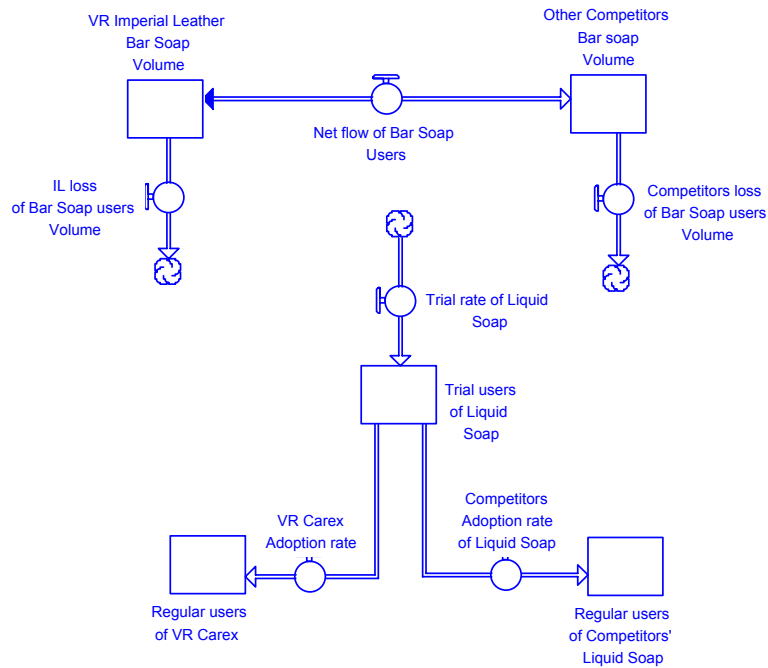 VR Imperial Leather
Bar Soap
Volume
Other Competitors
Bar soap
Volume
Net flow of Bar Soap
Users
IL loss
of Bar Soap users
Volume
Competitors loss
of Bar Soap users
Volume
Trial rate of Liquid
Soap
Trial users
of Liquid
Soap
VR Carex
Adoption rate
Competitors
Adoption rate
of Liquid Soap
Regular users
of VR Carex
Regular users
of Competitors'
Liquid Soap